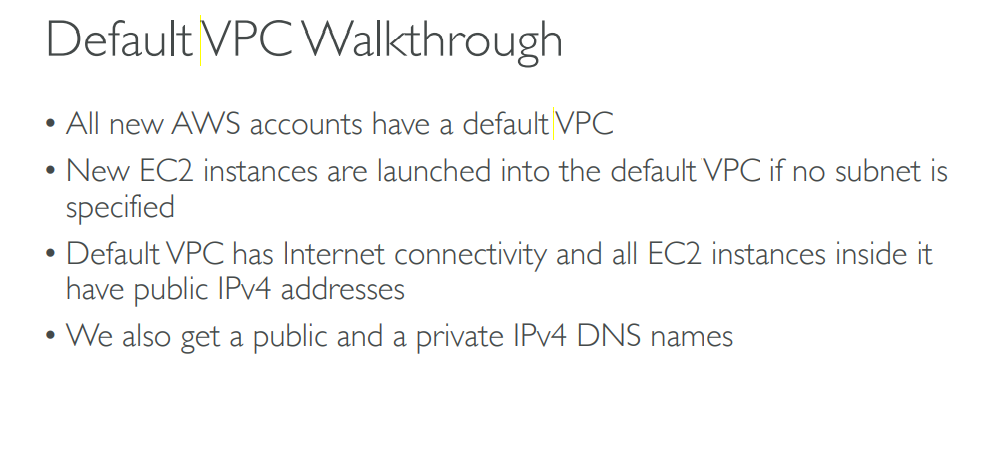 Default VPC Walkthrough
• All new AWS accounts have a default VPC
• New EC2 instances are launched into the default VPC if no subnet is
specified
• Default VPC has Internet connectivity and all EC2 instances inside it
have public IPv4 addresses
• We also get a public and a private IPv4 DNS names